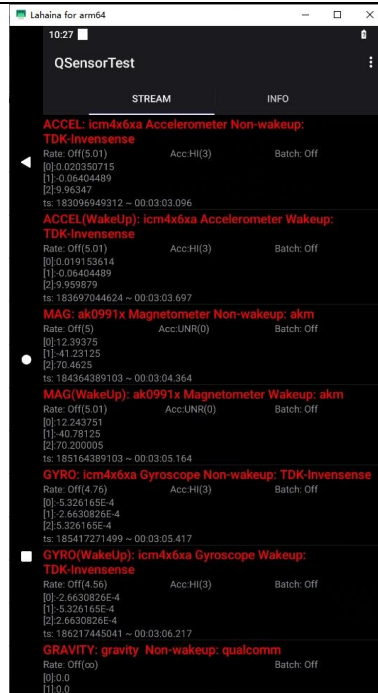 Lahaina for arm64
10:27
QSensorTest
STREAM INFO
ACCEL: icm4x6xa Accelerometer Non-wakeup:
TDK-Invensense
Rate: Off(5.01) Acc:HI(3) Batch: Off
[0]:0.020350715
[1]:-0.06404489
[2]:9.96347
ts: 183096949312 ~ 00:03:03.096
ACCEL(WakeUp): icm4x6xa Accelerometer Wakeup:
TDK-Invensense
Rate: Off(5.01) Acc:HI(3) Batch: Off
[0]:0.019153614
[1]:-0.06404489
[2]:9.959879
ts: 183697044624 ~ 00:03:03.697
MAG: ak0991x Magnetometer Non-wakeup: akm
Rate: Off(5) Acc:UNR(0) Batch: Off
[0]:12.39375
[1]:-41.23125
[2]:70.4625
ts: 184364389103 ~ 00:03:04.364
MAG(WakeUp): ak0991x Magnetometer Wakeup: akm
Rate: Off(5.01) Acc:UNR(0) Batch: Off
[0]:12.243751
[1]:-40.78125
[2]:70.200005
ts: 185164389103 ~ 00:03:05.164
GYRO: icm4x6xa Gyroscope Non-wakeup: TDK-Invensense
Rate: Off(4.76) Acc:HI(3) Batch: Off
[0]:-5.326165E-4
[1]:-2.6630826E-4
[2]:5.326165E-4
ts: 185417271499 ~ 00:03:05.417
GYRO(WakeUp): icm4x6xa Gyroscope Wakeup:
TDK-Invensense
Rate: Off(4.56) Acc:HI(3) Batch: Off
[0]:-2.6630826E-4
[1]:-5.326165E-4
[2]:2.6630826E-4
ts: 186217445041 ~ 00:03:06.217
GRAVITY: gravity Non-wakeup: qualcomm
Rate: Off(∞) Batch: Off
[0]:0.0
[1]:0.0